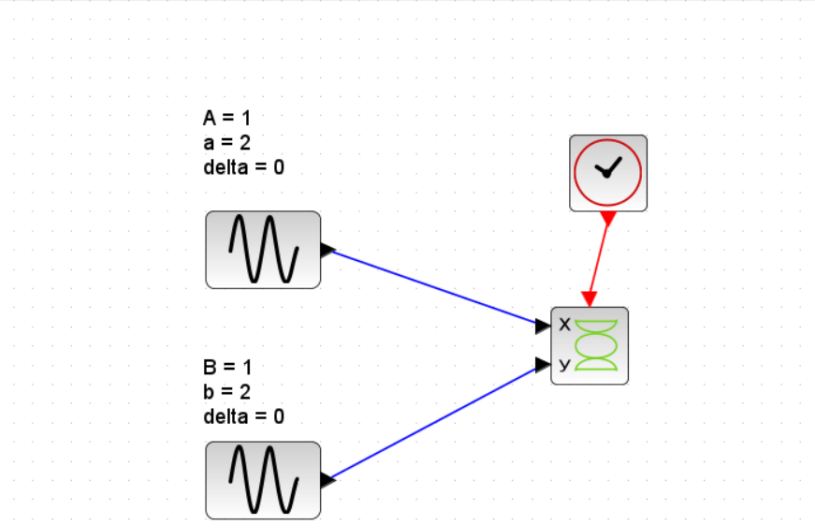 A = 1
a = 2
delta = 0
X
B = 1
b = 2
delta = 0
y